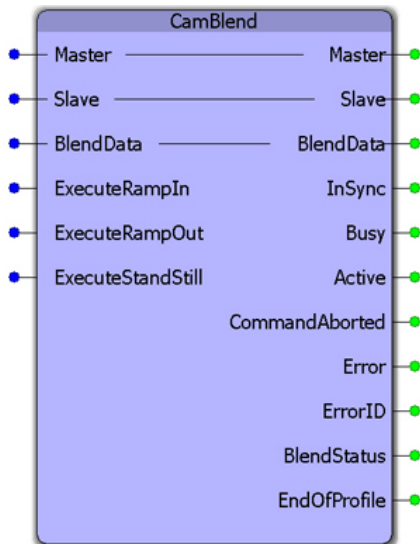 CamBlend
Master Master
Slave Slave
BlendData BlendData
ExecuteRampIn InSync
ExecuteRampOut Busy
ExecuteStandStill Active
CommandAborted
Error
ErrorID
BlendStatus
EndOfProfile